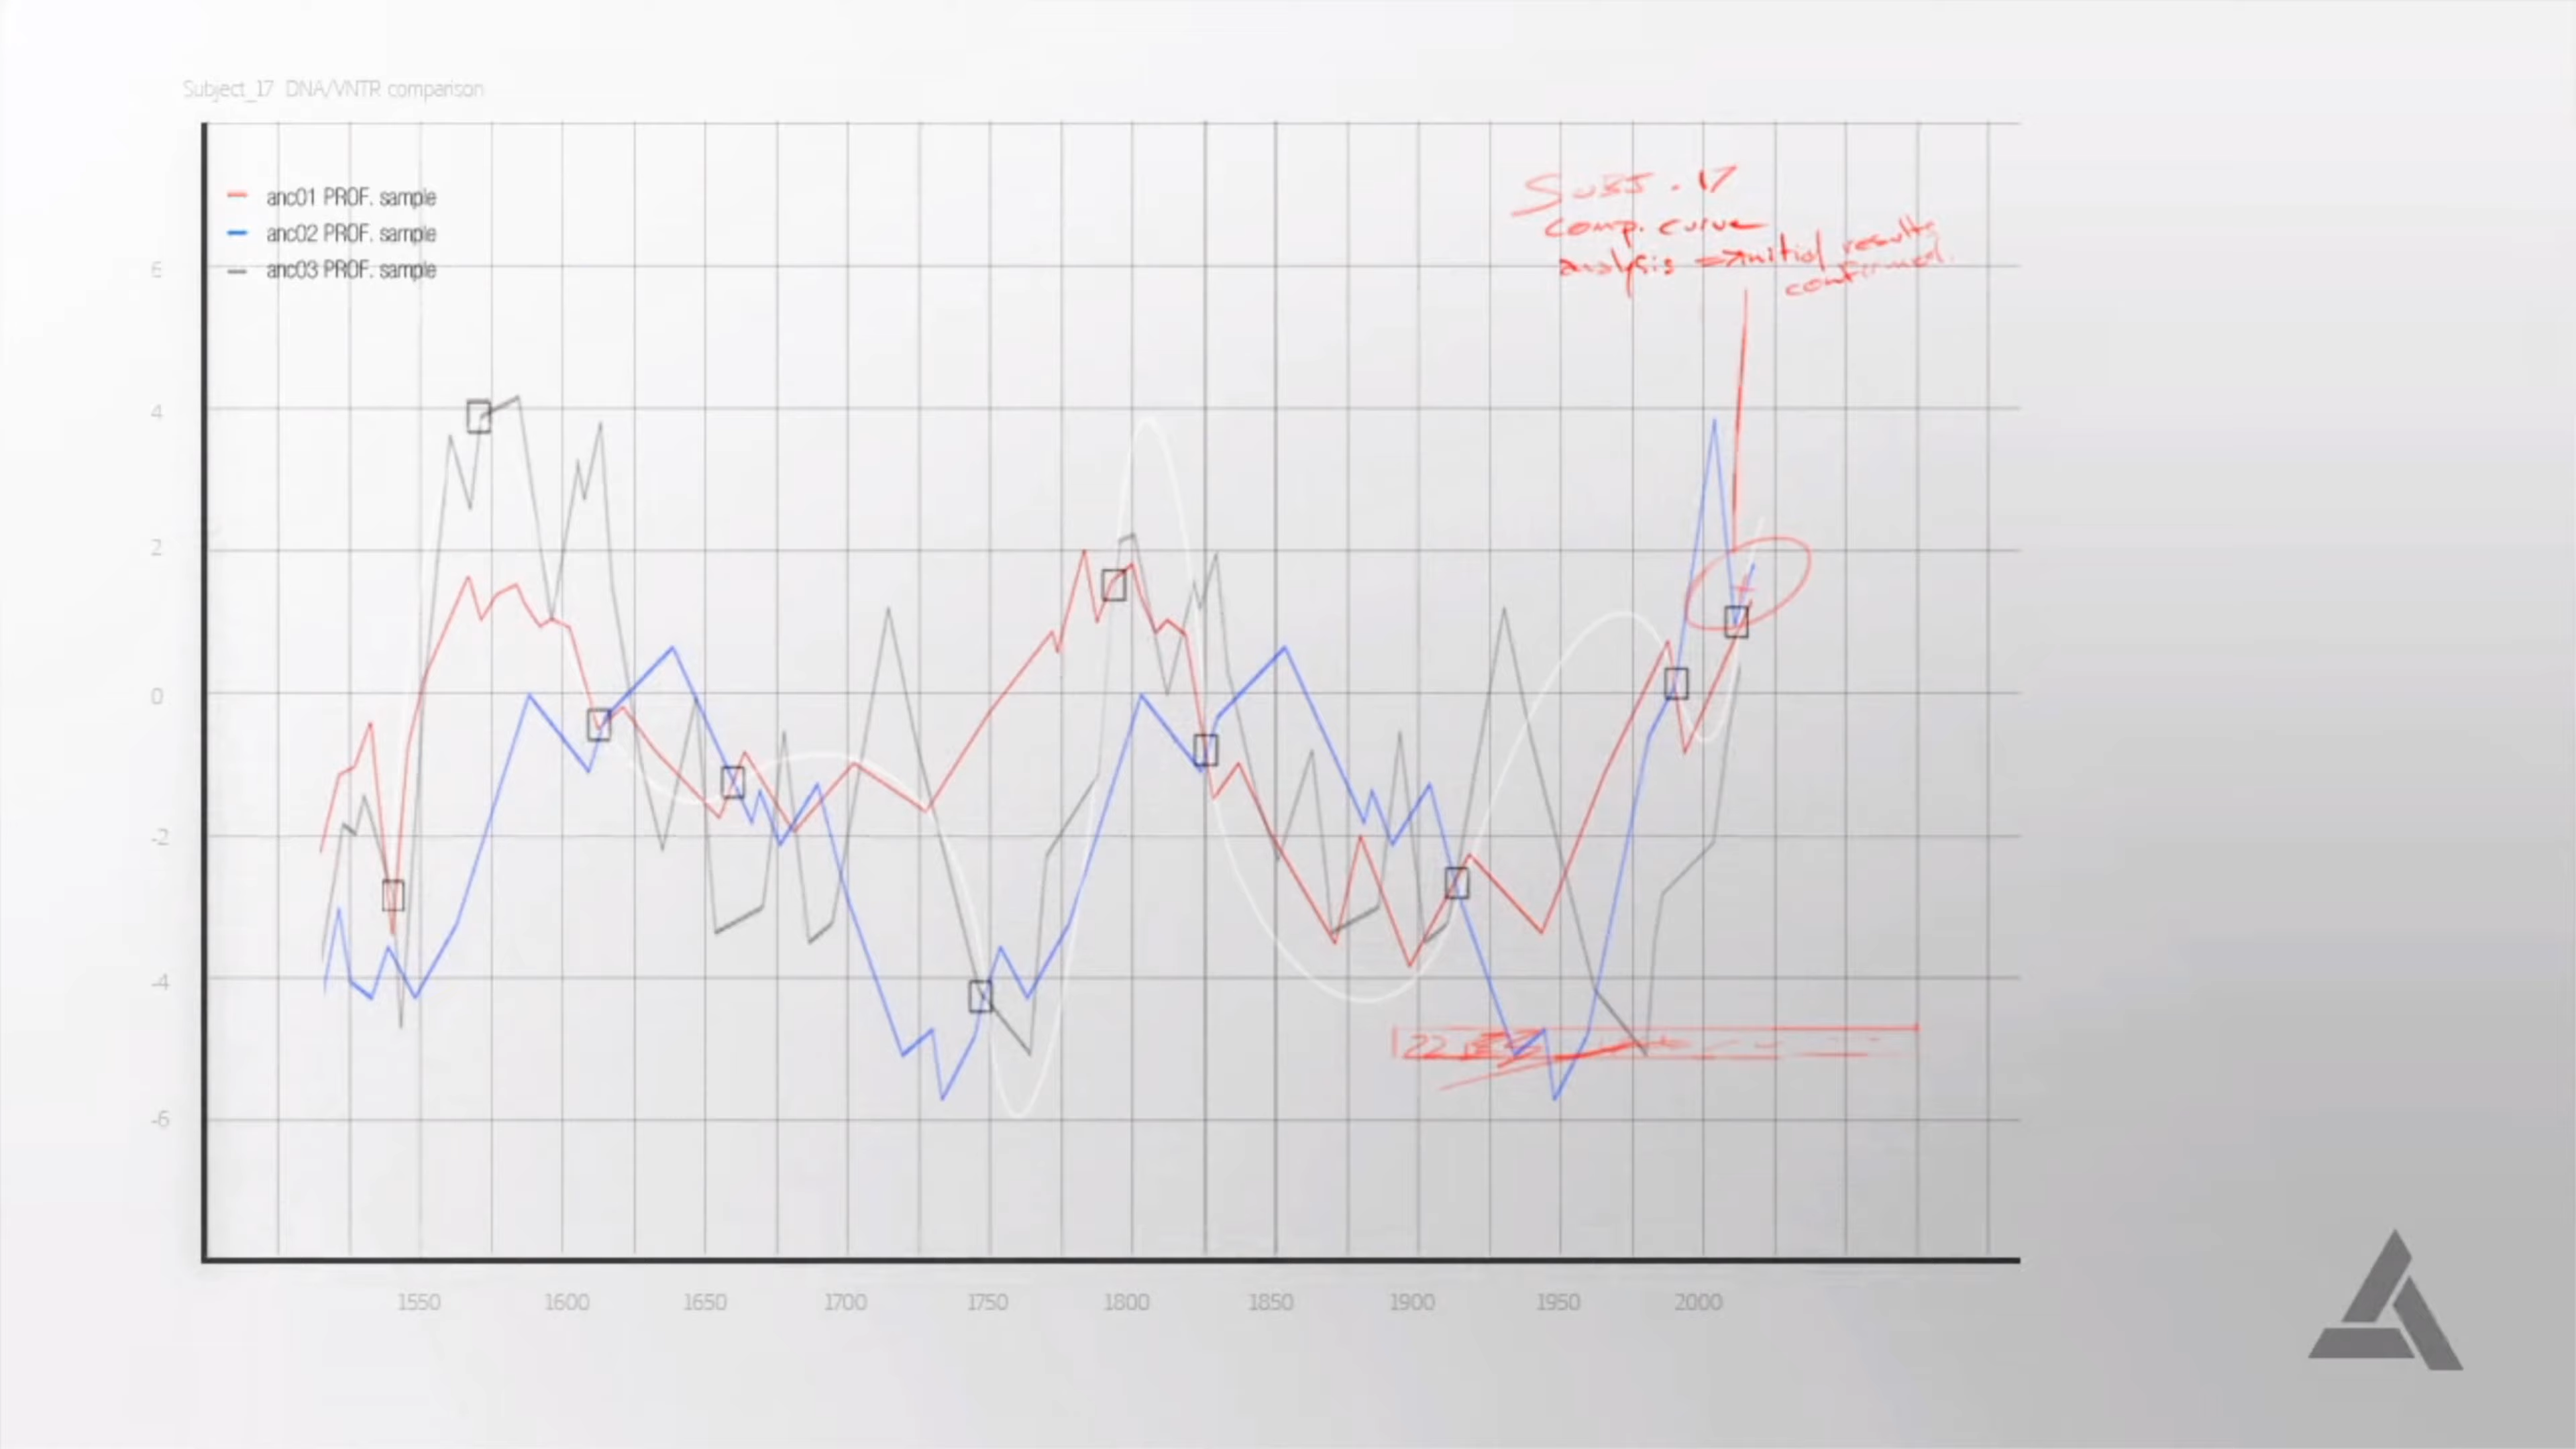 Subject_17 DNA/VNTR comparison
anc01 PROF. sample
anc02 PROF. sample
anc03 PROF. sample
SUBJ. 17
comp. curve
analysis => initial results
confirmed.
6
4
2
0
-2
-4
-6
22
1550 1600 1650 1700 1750 1800 1850 1900 1950 2000